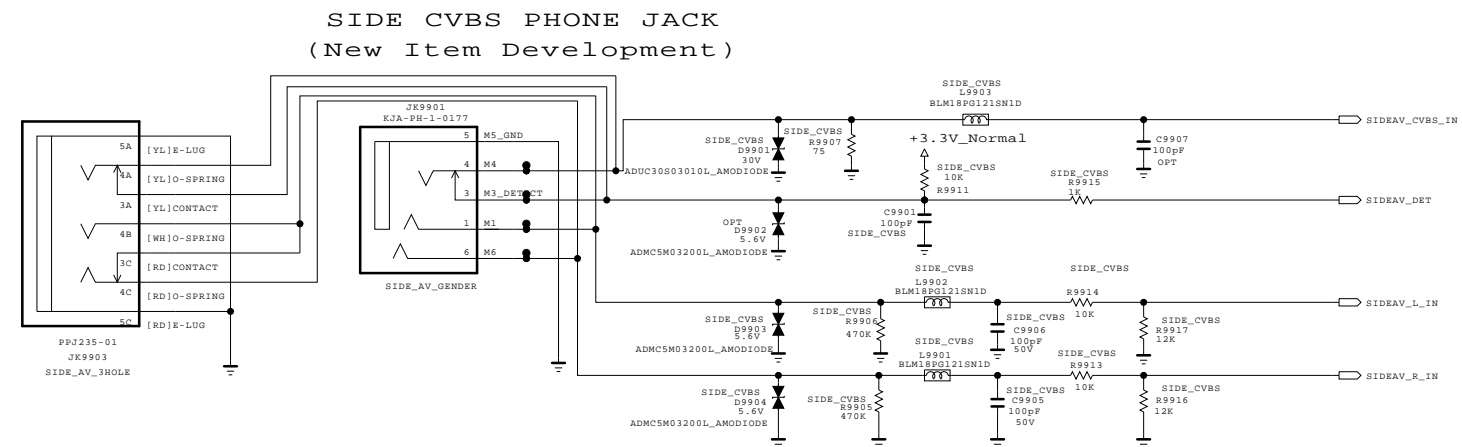 SIDE CVBS PHONE JACK
(New Item Development)
JK9901
KJA-PH-1-0177
5 M5_GND
4 M4
3 M3_DETECT
1 M1
6 M6
SIDE_AV_GENDER
5A [YL]E-LUG
4A [YL]O-SPRING
3A [YL]CONTACT
4B [WH]O-SPRING
3C [RD]CONTACT
4C [RD]O-SPRING
5C [RD]E-LUG
PPJ235-01
JK9903
SIDE_AV_3HOLE
SIDE_CVBS
D9901
30V
ADUC30S03010L_AMODIODE
SIDE_CVBS
R9907
75
SIDE_CVBS
L9903
BLM18PG121SN1D
C9907
100pF
OPT
SIDEAV_CVBS_IN
+3.3V_Normal
SIDE_CVBS
10K
R9911
SIDE_CVBS
R9915
1K
SIDEAV_DET
OPT
D9902
5.6V
ADMC5M03200L_AMODIODE
C9901
100pF
SIDE_CVBS
SIDE_CVBS
L9902
BLM18PG121SN1D
SIDE_CVBS
R9914
10K
SIDEAV_L_IN
SIDE_CVBS
D9903
5.6V
ADMC5M03200L_AMODIODE
SIDE_CVBS
R9906
470K
SIDE_CVBS
C9906
100pF
50V
SIDE_CVBS
R9917
12K
SIDE_CVBS
L9901
BLM18PG121SN1D
SIDE_CVBS
R9913
10K
SIDEAV_R_IN
SIDE_CVBS
D9904
5.6V
ADMC5M03200L_AMODIODE
SIDE_CVBS
R9905
470K
SIDE_CVBS
C9905
100pF
50V
SIDE_CVBS
R9916
12K